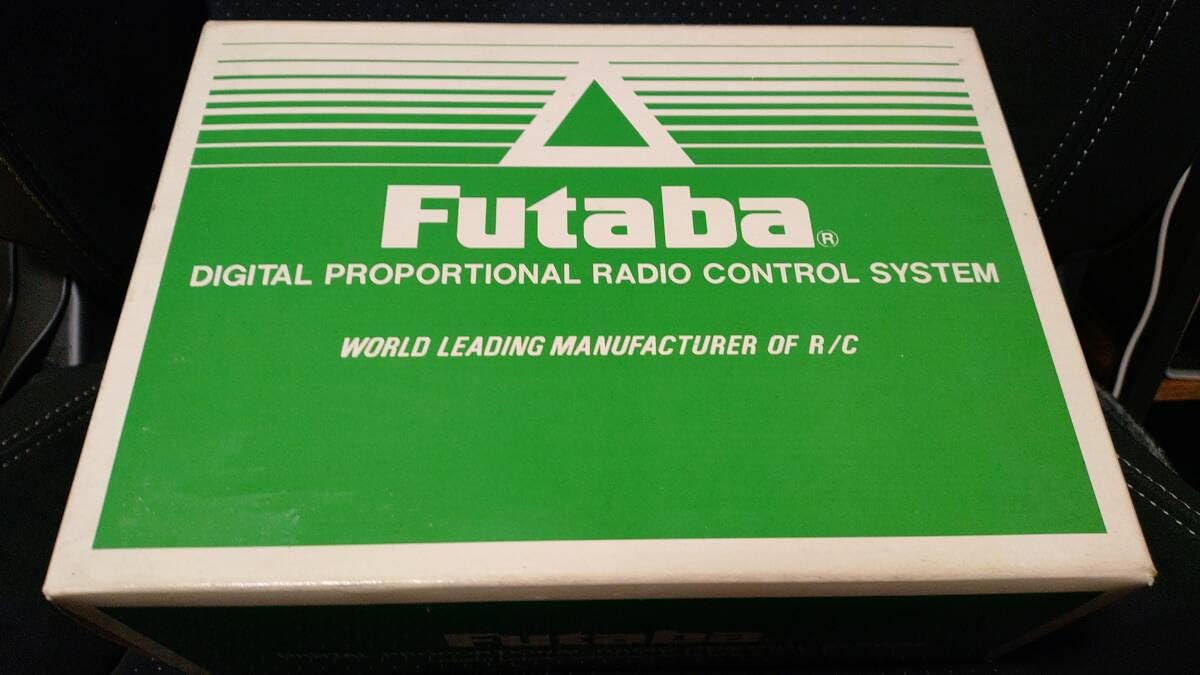 Futaba®
DIGITAL PROPORTIONAL RADIO CONTROL SYSTEM
WORLD LEADING MANUFACTURER OF R/C
Futaba